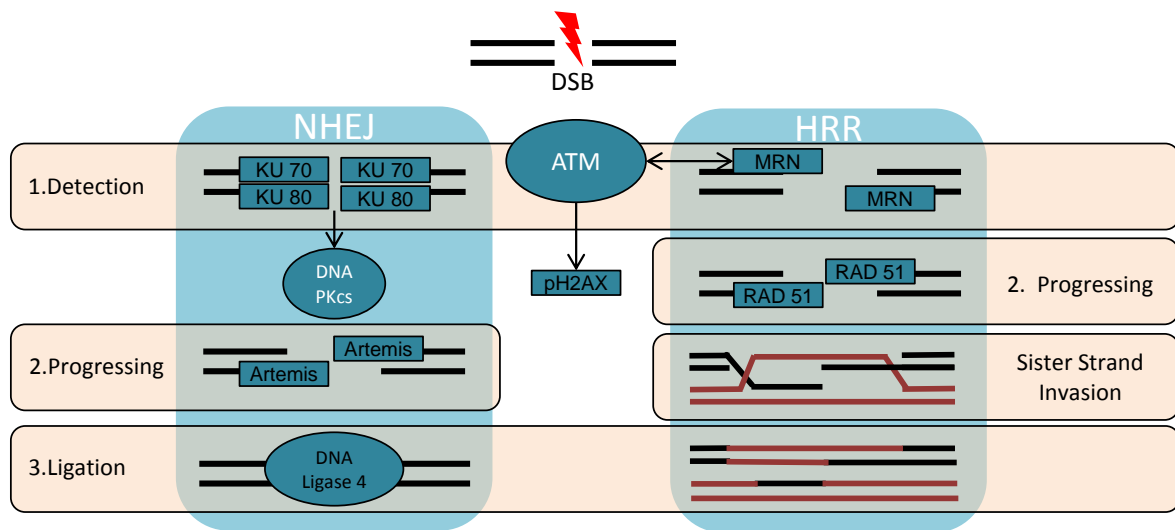 DSB
NHEJ
HRR
1.Detection
KU 70
KU 70
KU 80
KU 80
ATM
MRN
MRN
DNA
PKcs
pH2AX
RAD 51
RAD 51
2. Progressing
2.Progressing
Artemis
Artemis
Sister Strand
Invasion
3.Ligation
DNA
Ligase 4